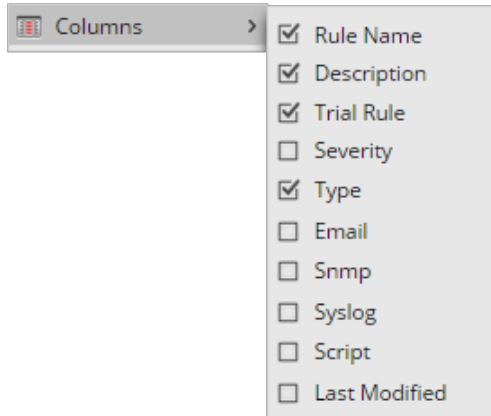 Columns
Rule Name
Description
Trial Rule
Severity
Type
Email
Snmp
Syslog
Script
Last Modified